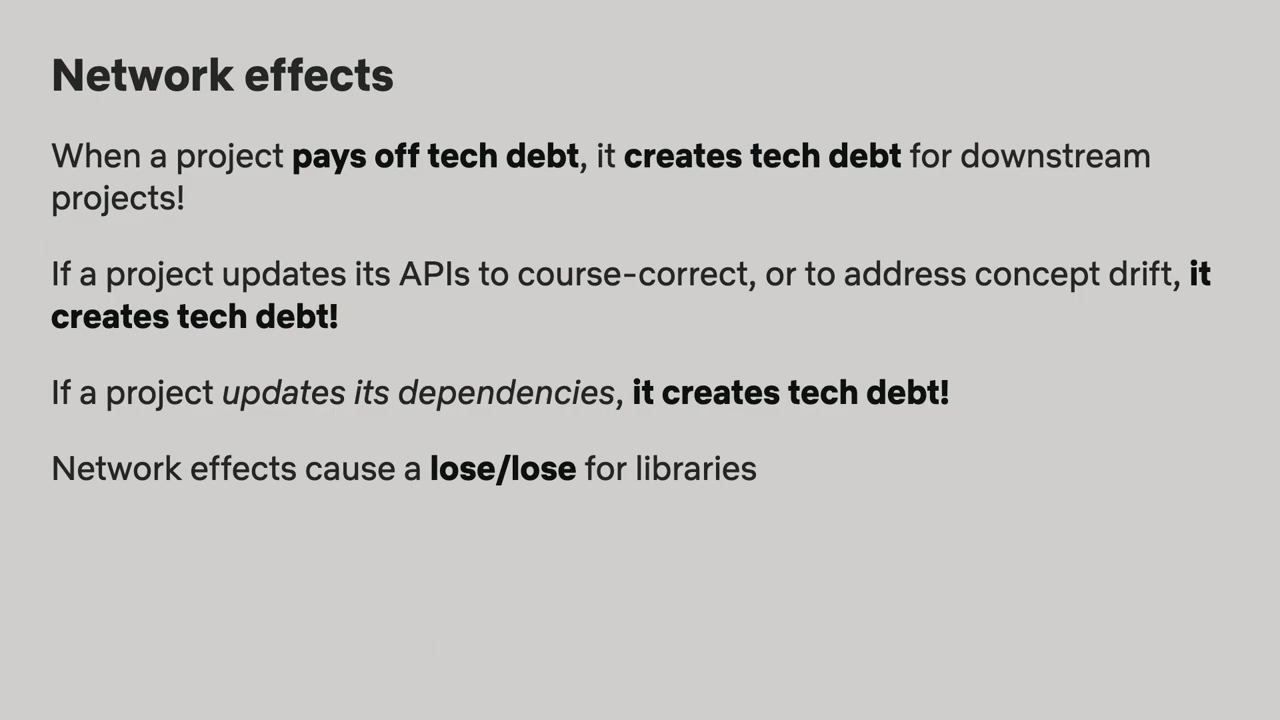 Network effects
When a project pays off tech debt, it creates tech debt for downstream
projects!
If a project updates its APIs to course-correct, or to address concept drift, it
creates tech debt!
If a project updates its dependencies, it creates tech debt!
Network effects cause a lose/lose for libraries